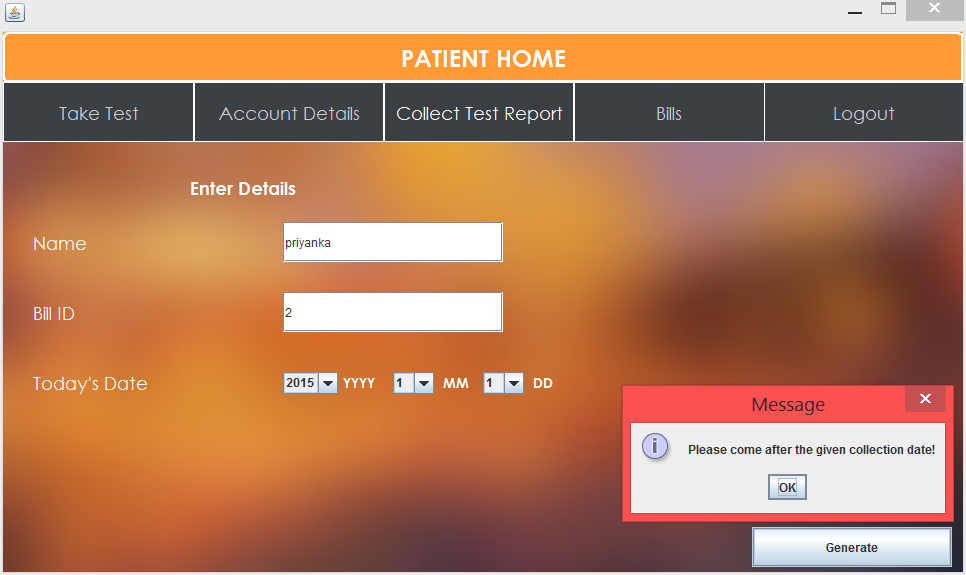 PATIENT HOME
Take Test Account Details Collect Test Report Bills Logout
Enter Details
Name priyanka
Bill ID 2
Today's Date 2015 YYYY 1 MM 1 DD
Message
i Please come after the given collection date!
OK
Generate